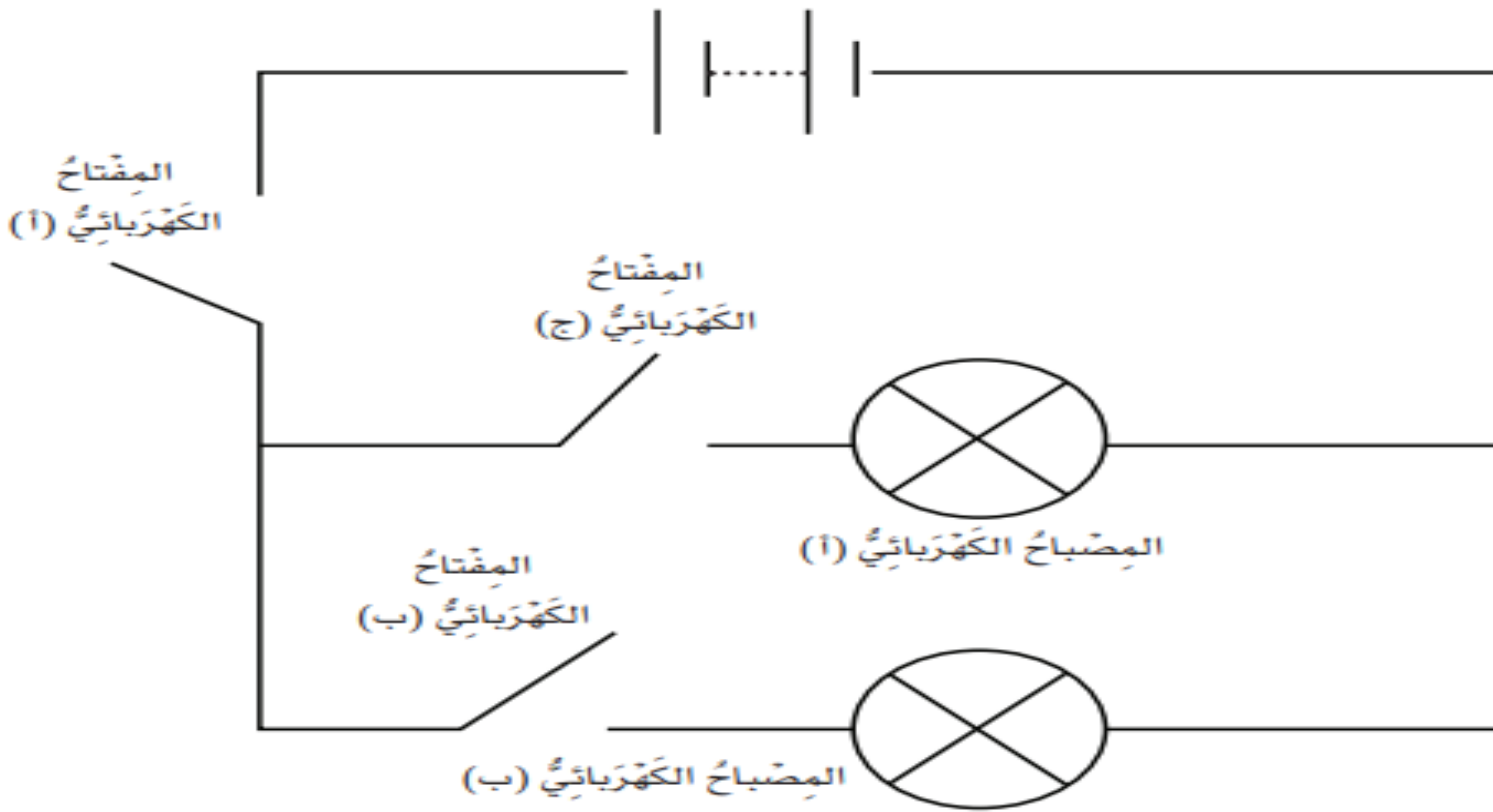 المِفْتاحُ
الكَهْرَبائِيُّ (أ)
المِفْتاحُ
الكَهْرَبائِيُّ (ج)
المِصْباحُ الكَهْرَبائِيُّ (أ)
المِفْتاحُ
الكَهْرَبائِيُّ (ب)
المِصْباحُ الكَهْرَبائِيُّ (ب)